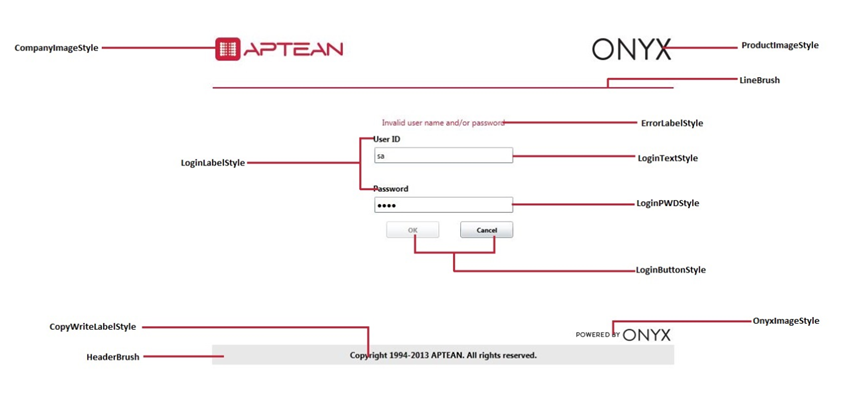 CompanyImageStyle
APTEAN
ONYX
ProductImageStyle
LineBrush
Invalid user name and/or password
ErrorLabelStyle
User ID
LoginLabelStyle
sa
LoginTextStyle
Password
●●●●
LoginPWDStyle
OK
Cancel
LoginButtonStyle
CopyWriteLabelStyle
POWERED BY ONYX
OnyxImageStyle
HeaderBrush
Copyright 1994-2013 APTEAN. All rights reserved.